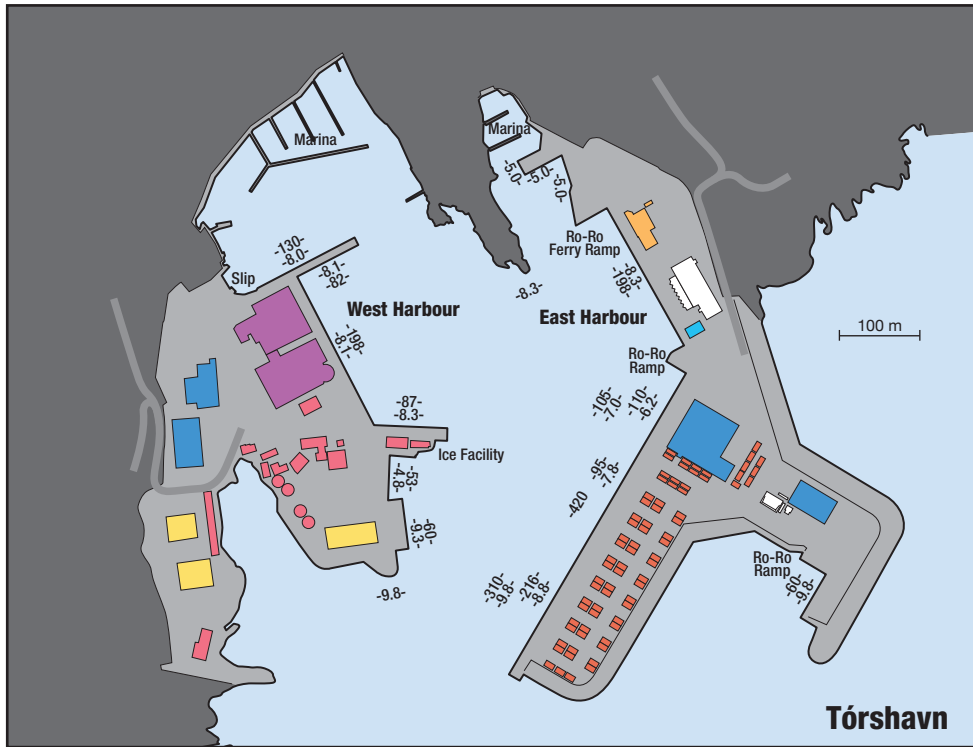 Marina
Marina
-5.0-
-5.0-
-5.0-
-130-
-8.0-
Slip
-8.1-
-82-
West Harbour
-198-
-8.1-
-8.3-
Ro-Ro
Ferry Ramp
-8.3-
-198-
East Harbour
100 m
Ro-Ro
Ramp
-87-
-8.3-
Ice Facility
-105-
-7.0-
-110-
-6.2-
-53-
-4.8-
-95-
-7.8-
-420
-60-
-9.3-
-9.8-
-310-
-9.8-
-216-
-8.8-
Ro-Ro
Ramp
-60-
-9.8-
Tórshavn